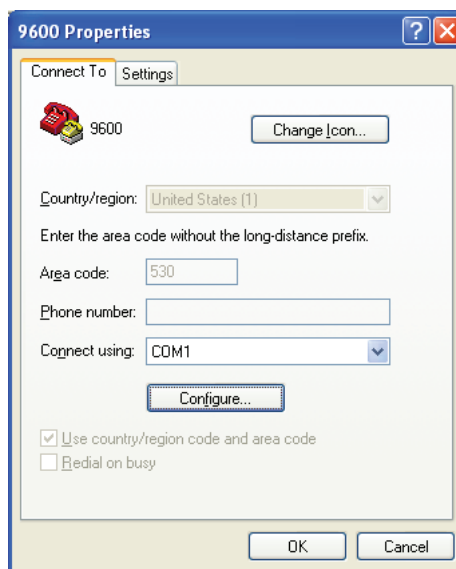 9600 Properties
Connect To Settings
9600 Change Icon...
Country/region: United States (1)
Enter the area code without the long-distance prefix.
Area code: 530
Phone number:
Connect using: COM1
Configure...
Use country/region code and area code
Redial on busy
OK Cancel